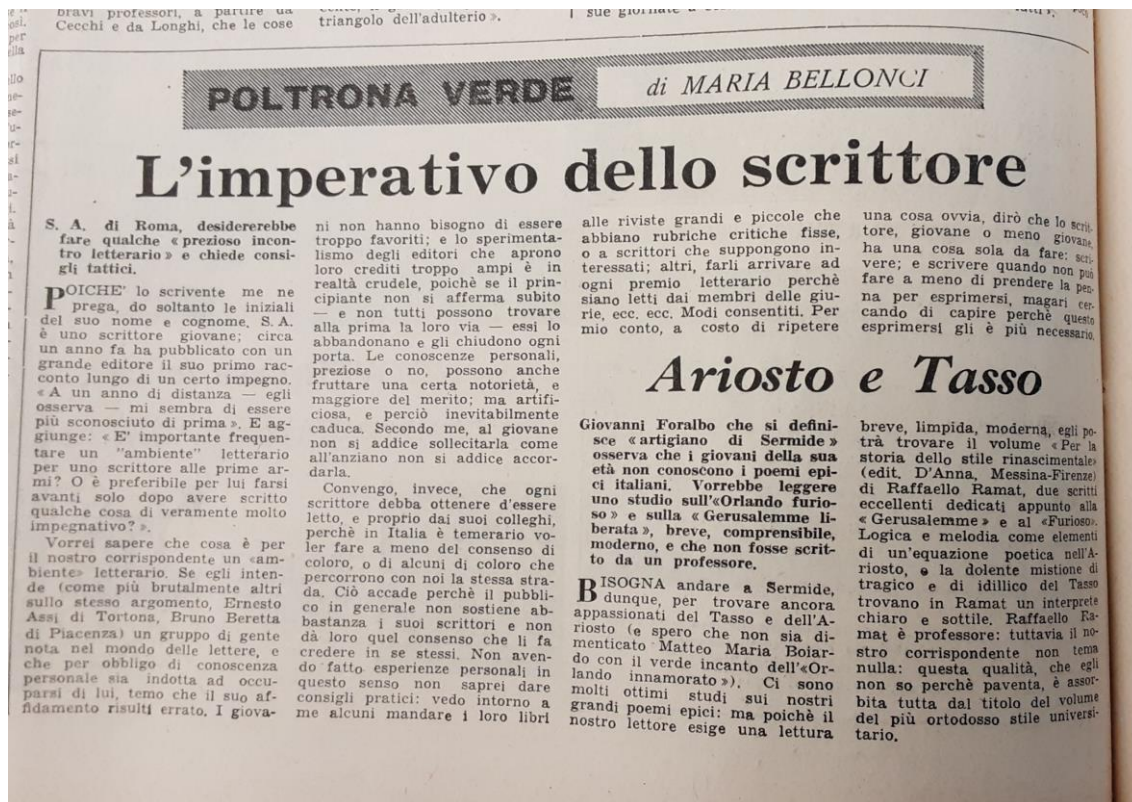 bravi professori, a partire da
Cecchi e da Longhi, che le cose
triangolo dell'adulterio».
POLTRONA VERDE
di MARIA BELLONCI
L'imperativo dello scrittore
S. A. di Roma, desidererebbe
fare qualche «prezioso incon-
tro letterario» e chiede consi-
gli tattici.
POICHE' lo scrivente me ne
prega, do soltanto le iniziali
del suo nome e cognome. S. A.
è uno scrittore giovane; circa
un anno fa ha pubblicato con un
grande editore il suo primo rac-
conto lungo di un certo impegno.
«A un anno di distanza — egli
osserva — mi sembra di essere
più sconosciuto di prima». E ag-
giunge: «E' importante frequen-
tare un "ambiente" letterario
per uno scrittore alle prime ar-
mi? O è preferibile per lui farsi
avanti solo dopo avere scritto
qualche cosa di veramente molto
impegnativo?».
Vorrei sapere che cosa è per
il nostro corrispondente un «am-
biente» letterario. Se egli inten-
de (come più brutalmente altri
sullo stesso argomento, Ernesto
Assi di Tortona, Bruno Beretta
di Piacenza) un gruppo di gente
nota nel mondo delle lettere, e
che per obbligo di conoscenza
personale sia indotta ad occu-
parsi di lui, temo che il suo af-
fidamento risulti errato. I giova-
ni non hanno bisogno di essere
troppo favoriti; e lo sperimenta-
lismo degli editori che aprono
loro crediti troppo ampi è in
realtà crudele, poichè se il prin-
cipiante non si afferma subito
— e non tutti possono trovare
alla prima la loro via — essi lo
abbandonano e gli chiudono ogni
porta. Le conoscenze personali,
preziose o no, possono anche
fruttare una certa notorietà, e
maggiore del merito; ma artifi-
ciosa, e perciò inevitabilmente
caduca. Secondo me, al giovane
non si addice sollecitarla come
all'anziano non si addice accor-
darla.
Convengo, invece, che ogni
scrittore debba ottenere d'essere
letto, e proprio dai suoi colleghi,
perchè in Italia è temerario vo-
ler fare a meno del consenso di
coloro, o di alcuni di coloro che
percorrono con noi la stessa stra-
da. Ciò accade perchè il pubbli-
co in generale non sostiene ab-
bastanza i suoi scrittori e non
dà loro quel consenso che li fa
credere in se stessi. Non aven-
do fatto esperienze personali in
questo senso non saprei dare
consigli pratici: vedo intorno a
me alcuni mandare i loro libri
alle riviste grandi e piccole che
abbiano rubriche critiche fisse,
o a scrittori che suppongono in-
teressati; altri, farli arrivare ad
ogni premio letterario perchè
siano letti dai membri delle giu-
rie, ecc. ecc. Modi consentiti. Per
mio conto, a costo di ripetere
una cosa ovvia, dirò che lo scrit-
tore, giovane o meno giovane,
ha una cosa sola da fare: scri-
vere; e scrivere quando non può
fare a meno di prendere la pen-
na per esprimersi, magari cer-
cando di capire perchè questo
esprimersi gli è più necessario.
Ariosto e Tasso
Giovanni Foralbo che si defini-
sce «artigiano di Sermide»
osserva che i giovani della sua
età non conoscono i poemi epi-
ci italiani. Vorrebbe leggere
uno studio sull'«Orlando furio-
so» e sulla «Gerusalemme li-
berata», breve, comprensibile,
moderno, e che non fosse scrit-
to da un professore.
BISOGNA andare a Sermide,
dunque, per trovare ancora
appassionati del Tasso e dell'A-
riosto (e spero che non sia di-
menticato Matteo Maria Boiar-
do con il verde incanto dell'«Or-
lando innamorato»). Ci sono
molti ottimi studi sui nostri
grandi poemi epici: ma poichè il
nostro lettore esige una lettura
breve, limpida, moderna, egli po-
trà trovare il volume «Per la
storia dello stile rinascimentale»
(edit. D'Anna, Messina-Firenze)
di Raffaello Ramat, due scritti
eccellenti dedicati appunto alla
«Gerusalemme» e al «Furioso».
Logica e melodia come elementi
di un'equazione poetica nell'A-
riosto, e la dolente mistione di
tragico e di idillico del Tasso
trovano in Ramat un interprete
chiaro e sottile. Raffaello Ra-
mat è professore: tuttavia il no-
stro corrispondente non tema
nulla: questa qualità, che egli
non so perchè paventa, è assor-
bita tutta dal titolo del volume
del più ortodosso stile universi-
tario.